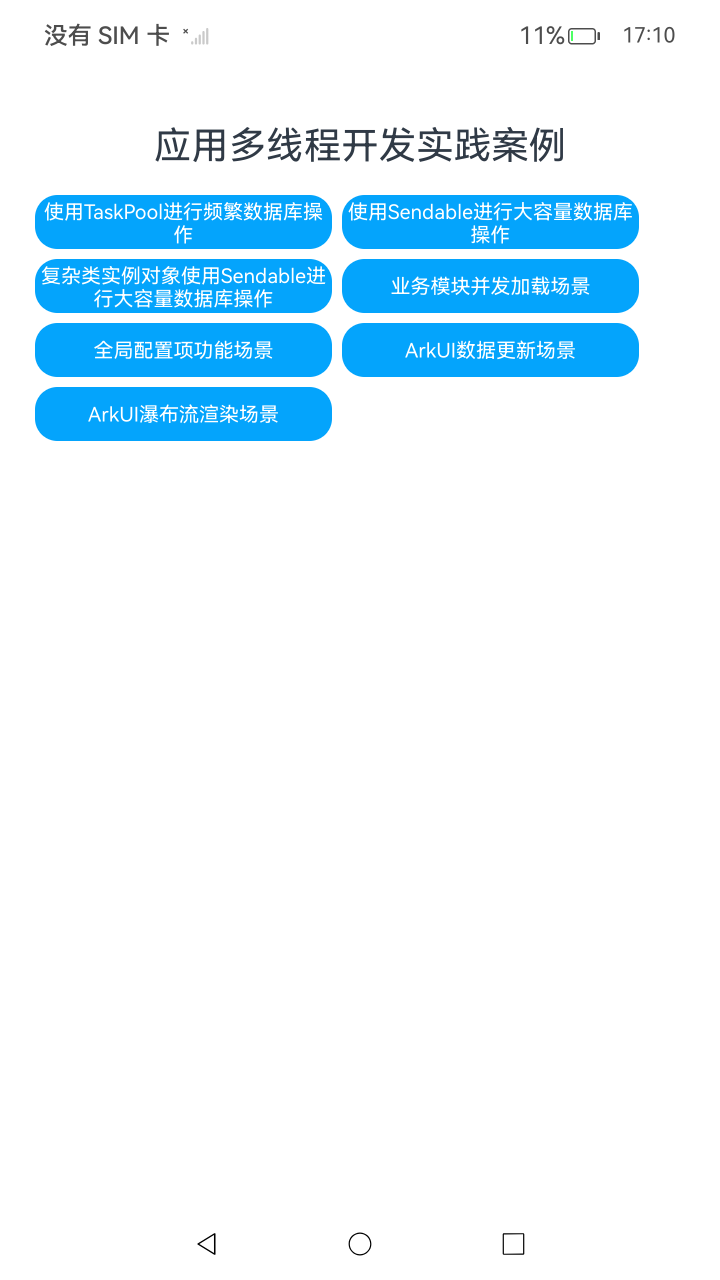 没有 SIM 卡
11%
17:10
应用多线程开发实践案例
使用TaskPool进行频繁数据库操
作
使用Sendable进行大容量数据库
操作
复杂类实例对象使用Sendable进
行大容量数据库操作
业务模块并发加载场景
全局配置项功能场景
ArkUI数据更新场景
ArkUI瀑布流渲染场景